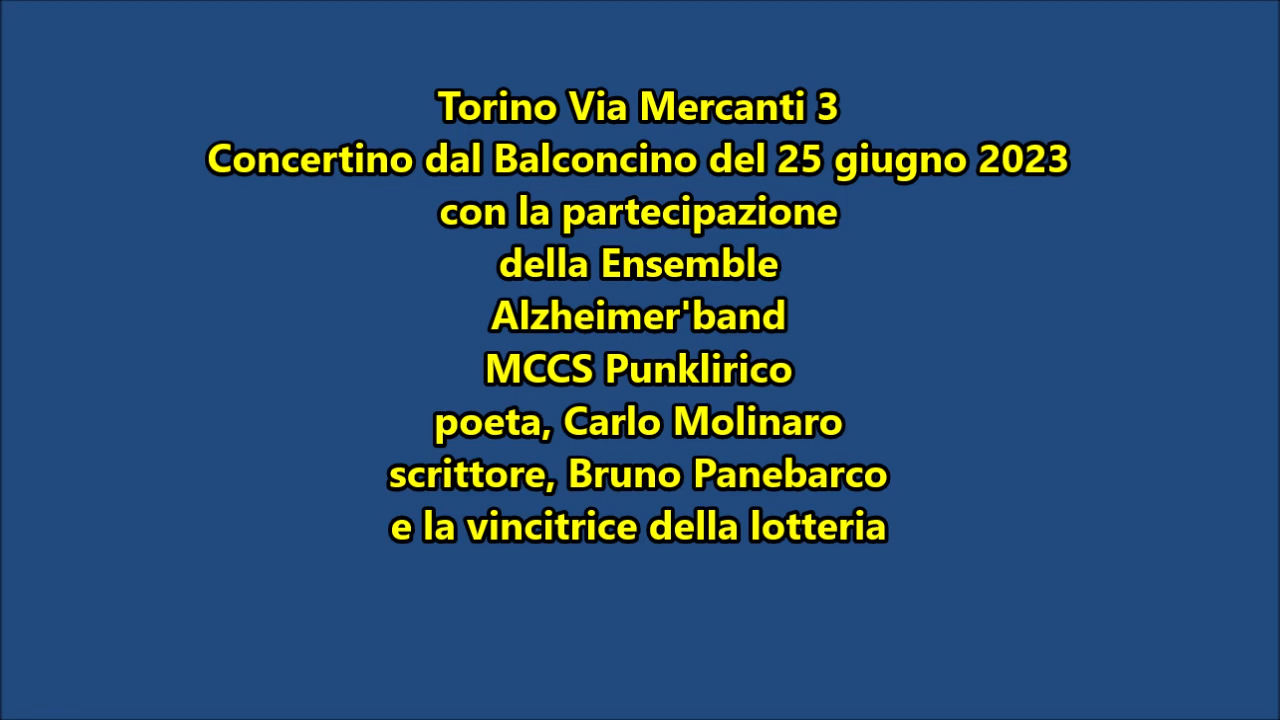 Torino Via Mercanti 3
Concertino dal Balconcino del 25 giugno 2023
con la partecipazione
della Ensemble
Alzheimer'band
MCCS Punklirico
poeta, Carlo Molinaro
scrittore, Bruno Panebarco
e la vincitrice della lotteria